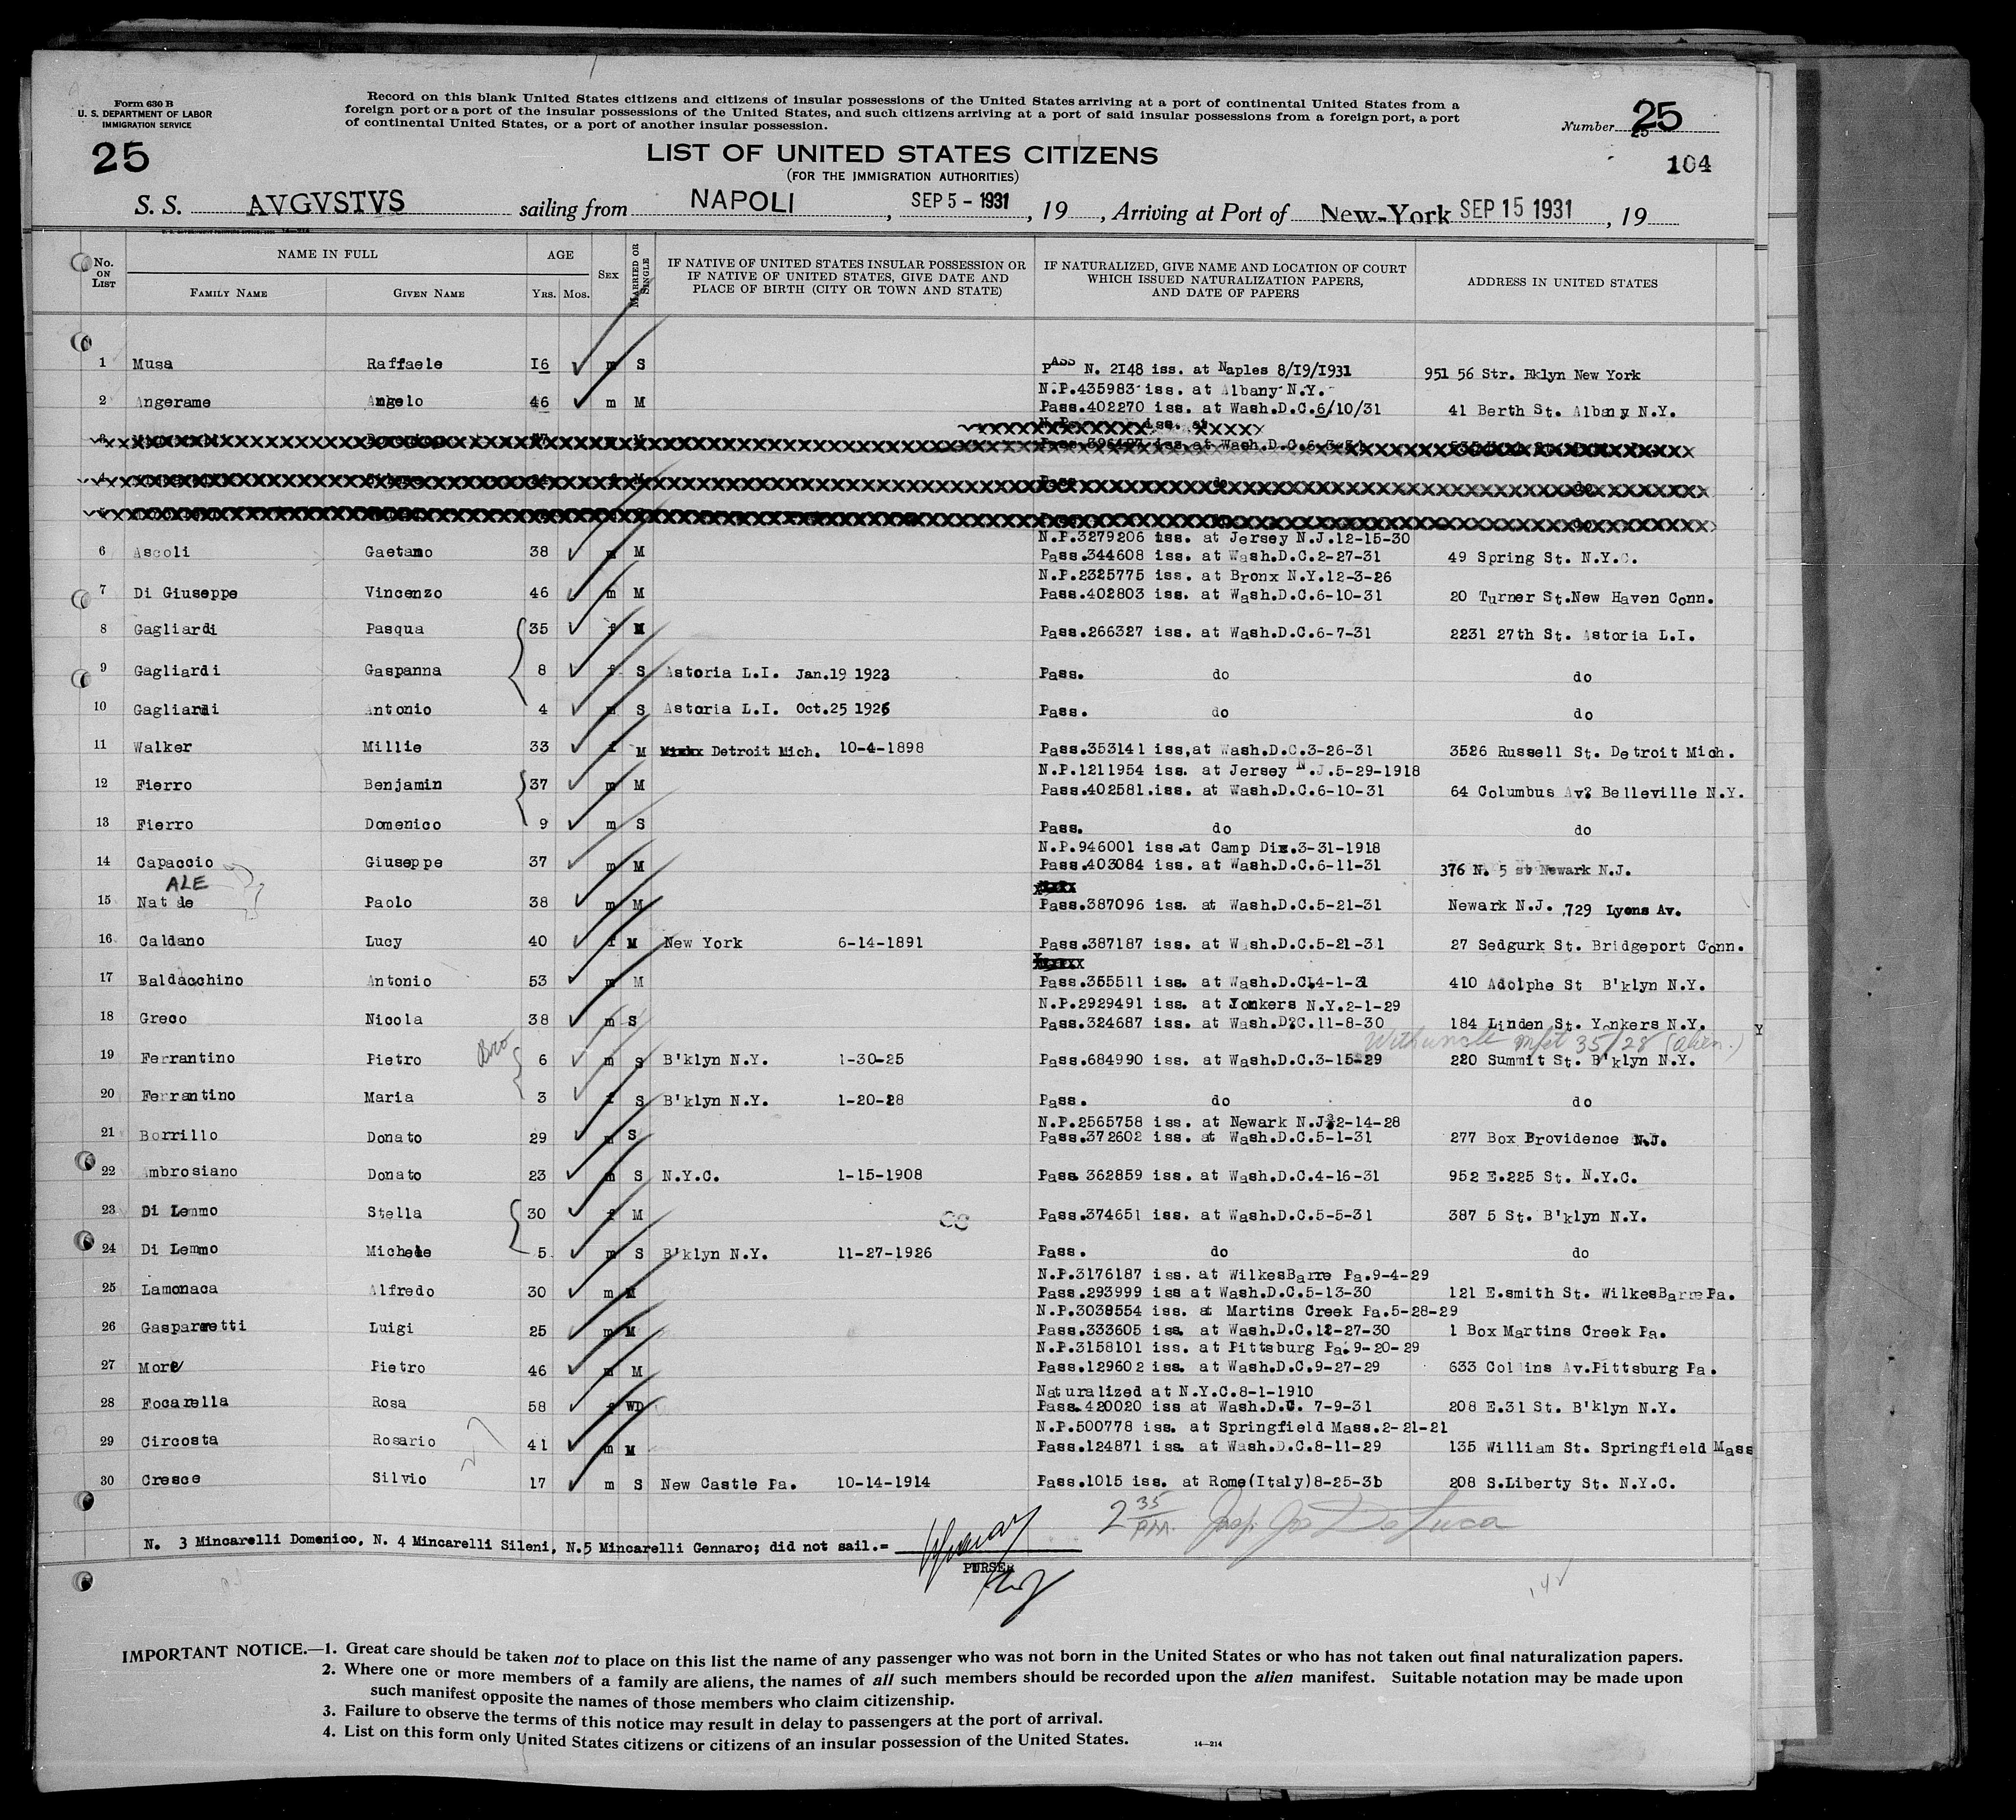 Form 630 B
U. S. DEPARTMENT OF LABOR
IMMIGRATION SERVICE
Record on this blank United States citizens and citizens of insular possessions of the United States arriving at a port of continental United States from a
foreign port or a port of the insular possessions of the United States, and such citizens arriving at a port of said insular possessions from a foreign port, a port
of continental United States, or a port of another insular possession.
Number 25
25
104
LIST OF UNITED STATES CITIZENS
(FOR THE IMMIGRATION AUTHORITIES)
S. S. AVGVSTVS sailing from NAPOLI, SEP 5 - 1931, 19 , Arriving at Port of New-York SEP 15 1931, 19
No. ON LIST
NAME IN FULL
FAMILY NAME GIVEN NAME
AGE
YRS. MOS.
SEX
MARRIED OR SINGLE
IF NATIVE OF UNITED STATES INSULAR POSSESSION OR
IF NATIVE OF UNITED STATES, GIVE DATE AND
PLACE OF BIRTH (CITY OR TOWN AND STATE)
IF NATURALIZED, GIVE NAME AND LOCATION OF COURT
WHICH ISSUED NATURALIZATION PAPERS,
AND DATE OF PAPERS
ADDRESS IN UNITED STATES
1 Musa Raffaele 16 m S PASS N. 2148 iss. at Naples 8/19/1931 951 56 Str. Bklyn New York
N.P.435983 iss. at Albany N.Y.
2 Angerame Angelo 46 m M Pass.402270 iss. at Wash.D.C.6/10/31 41 Berth St. Albany N.Y.
iss. at
3 iss. at Wash.D.C.
4 do do
5
N.P.3279206 iss. at Jersey N.J.12-15-30
6 Ascoli Gaetano 38 m M Pass.344608 iss. at Wash.D.C.2-27-31 49 Spring St. N.Y.C.
N.P.2325775 iss. at Bronx N.Y.12-3-26
7 Di Giuseppe Vincenzo 46 m M Pass.402803 iss. at Wash.D.C.6-10-31 20 Turner St.New Haven Conn.
8 Gagliardi Pasqua 35 f M Pass.266327 iss. at Wash.D.C.6-7-31 2231 27th St. Astoria L.I.
9 Gagliardi Gaspanna 8 f S Astoria L.I. Jan.19 1923 Pass. do do
10 Gagliardi Antonio 4 m S Astoria L.I. Oct.25 1926 Pass. do do
11 Walker Millie 33 f M Detroit Mich. 10-4-1898 Pass.353141 iss,at Wash.D.C.3-26-31 3526 Russell St. Detroit Mich.
N.P.1211954 iss. at Jersey N.J.5-29-1918
12 Fierro Benjamin 37 m M Pass.402581.iss. at Wash.D.C.6-10-31 64 Columbus Av? Belleville N.Y.
13 Fierro Domenico 9 m S Pass. do do
N.P.946001 iss.at Camp Dix.3-31-1918
14 Capaccio Giuseppe 37 m M Pass.403084 iss. at Wash.D.C.6-11-31 376 N. 5 st Newark N.J.
ALE
15 Nat le Paolo 38 m M Pass.387096 iss. at Wash.D.C.5-21-31 Newark N.J. ,729 Lyons Av.
16 Caldano Lucy 40 f M New York 6-14-1891 Pass.387187 iss. at Wash.D.C.5-21-31 27 Sedgurk St. Bridgeport Conn.
17 Baldacchino Antonio 53 m M Pass.355511 iss. at Wash.D.C.4-1-31 410 Adolphe St B'klyn N.Y.
N.P.2929491 iss. at Yonkers N.Y.2-1-29
18 Greco Nicola 38 m S Pass.324687 iss. at Wash.D?C.11-8-30 184 Linden St. Yonkers N.Y.
Bro With uncle mfst 35/28 (alien.)
19 Ferrantino Pietro 6 m S B'klyn N.Y. 1-30-25 Pass.684990 iss. at Wash.D.C.3-15-29 220 Summit St. B'klyn N.Y.
20 Ferrantino Maria 3 f S B'klyn N.Y. 1-20-28 Pass. do do
N.P.2565758 iss. at Newark N.J.2-14-28
21 Borrillo Donato 29 m S Pass.372602 iss. at Wash.D.C.5-1-31 277 Box Providence N.J.
22 Ambrosiano Donato 23 m S N.Y.C. 1-15-1908 Pass 362859 iss. at Wash.D.C.4-16-31 952 E.225 St. N.Y.C.
23 Di Lemmo Stella 30 f M Pass.374651 iss. at Wash.D.C.5-5-31 387 5 St. B'klyn N.Y.
24 Di Lemmo Michele 5 m S B'klyn N.Y. 11-27-1926 Pass. do do
N.P.3176187 iss. at WilkesBarre Pa.9-4-29
25 Lamonaca Alfredo 30 m M Pass.293999 iss at Wash.D.C.5-13-30 121 E.smith St. WilkesBarre Pa.
N.P.3039554 iss. at Martins Creek Pa.5-28-29
26 Gasparetti Luigi 25 m M Pass.333605 iss. at Wash.D.C.12-27-30 1 Box Martins Creek Pa.
N.P.3158101 iss. at Pittsburg Pa.9-20-29
27 More Pietro 46 m M Pass.129602 iss. at Wash.D.C.9-27-29 633 Collins Av.Pittsburg Pa.
Naturalized at N.Y.C.8-1-1910
28 Focarella Rosa 58 f WD Pass.420020 iss at Wash.D.C. 7-9-31 208 E.31 St. B'klyn N.Y.
N.P.500778 iss. at Springfield Mass.2-21-21
29 Circosta Rosario 41 m M Pass.124871 iss. at Wash.D.C.8-11-29 135 William St. Springfield Mass
30 Cresce Silvio 17 m S New Castle Pa. 10-14-1914 Pass.1015 iss. at Rome(Italy)8-25-3b 208 S.Liberty St. N.Y.C.
2 35 P.M. Insp. Jos DeLuca
N. 3 Mincarelli Domenico, N. 4 Mincarelli Sileni, N.5 Mincarelli Gennaro; did not sail.=
PURSER
IMPORTANT NOTICE.—1. Great care should be taken not to place on this list the name of any passenger who was not born in the United States or who has not taken out final naturalization papers.
2. Where one or more members of a family are aliens, the names of all such members should be recorded upon the alien manifest. Suitable notation may be made upon
such manifest opposite the names of those members who claim citizenship.
3. Failure to observe the terms of this notice may result in delay to passengers at the port of arrival.
4. List on this form only United States citizens or citizens of an insular possession of the United States.
14—214